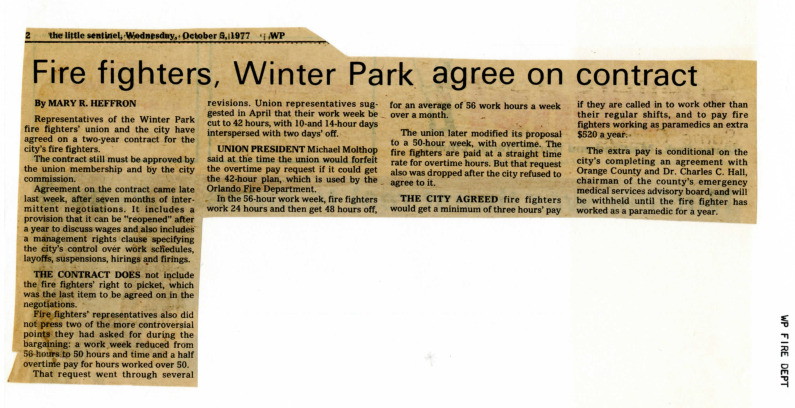 2 the little sentinel, Wednesday, October 5, 1977 WP
Fire fighters, Winter Park agree on contract
By MARY R. HEFFRON
Representatives of the Winter Park
fire fighters' union and the city have
agreed on a two-year contract for the
city's fire fighters.
The contract still must be approved by
the union membership and by the city
commission.
Agreement on the contract came late
last week, after seven months of inter-
mittent negotiations. It includes a
provision that it can be "reopened" after
a year to discuss wages and also includes
a management rights clause specifying
the city's control over work schedules,
layoffs, suspensions, hirings and firings.
THE CONTRACT DOES not include
the fire fighters' right to picket, which
was the last item to be agreed on in the
negotiations.
Fire fighters' representatives also did
not press two of the more controversial
points they had asked for during the
bargaining: a work week reduced from
56 hours to 50 hours and time and a half
overtime pay for hours worked over 50.
That request went through several
revisions. Union representatives sug-
gested in April that their work week be
cut to 42 hours, with 10-and 14-hour days
interspersed with two days' off.
UNION PRESIDENT Michael Molthop
said at the time the union would forfeit
the overtime pay request if it could get
the 42-hour plan, which is used by the
Orlando Fire Department.
In the 56-hour work week, fire fighters
work 24 hours and then get 48 hours off,
for an average of 56 work hours a week
over a month.
The union later modified its proposal
to a 50-hour week, with overtime. The
fire fighters are paid at a straight time
rate for overtime hours. But that request
also was dropped after the city refused to
agree to it.
THE CITY AGREED fire fighters
would get a minimum of three hours' pay
if they are called in to work other than
their regular shifts, and to pay fire
fighters working as paramedics an extra
$520 a year.
The extra pay is conditional on the
city's completing an agreement with
Orange County and Dr. Charles C. Hall,
chairman of the county's emergency
medical services advisory board, and will
be withheld until the fire fighter has
worked as a paramedic for a year.
WP FIRE DEPT